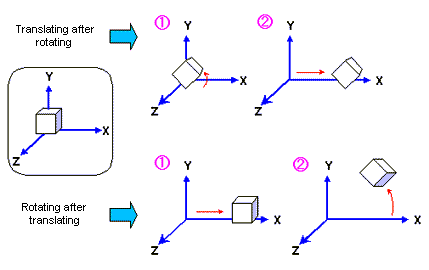 Translating after
rotating
① ②
Y Y
X X
Z Z
Y
X
Z
Rotating after
translating
① ②
Y Y
X X
Z Z